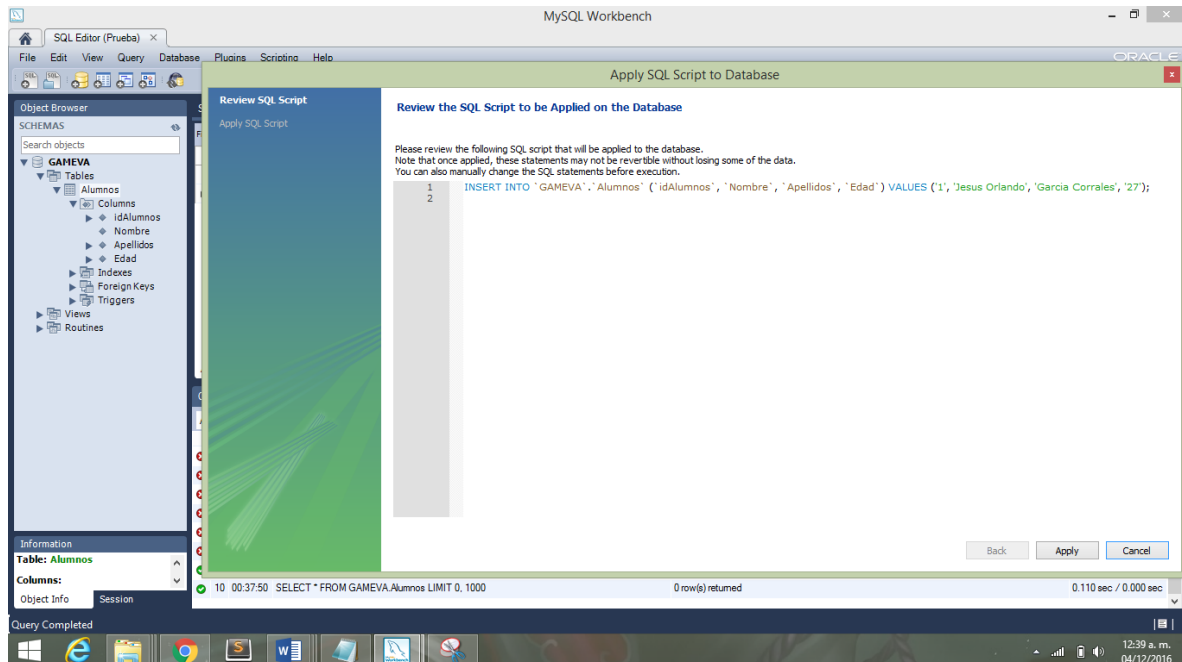 MySQL Workbench
SQL Editor (Prueba)
File Edit View Query Database Plugins Scripting Help
ORACLE
Apply SQL Script to Database
Object Browser
SCHEMAS
Search objects
GAMEVA
Tables
Alumnos
Columns
idAlumnos
Nombre
Apellidos
Edad
Indexes
Foreign Keys
Triggers
Views
Routines
Review SQL Script
Apply SQL Script
Review the SQL Script to be Applied on the Database
Please review the following SQL script that will be applied to the database.
Note that once applied, these statements may not be revertible without losing some of the data.
You can also manually change the SQL statements before execution.
1 INSERT INTO `GAMEVA`.`Alumnos` (`idAlumnos`, `Nombre`, `Apellidos`, `Edad`) VALUES ('1', 'Jesus Orlando', 'Garcia Corrales', '27');
2
Back Apply Cancel
Information
Table: Alumnos
Columns:
Object Info Session
10 00:37:50 SELECT * FROM GAMEVA.Alumnos LIMIT 0, 1000 0 row(s) returned 0.110 sec / 0.000 sec
Query Completed
12:39 a. m.
04/12/2016